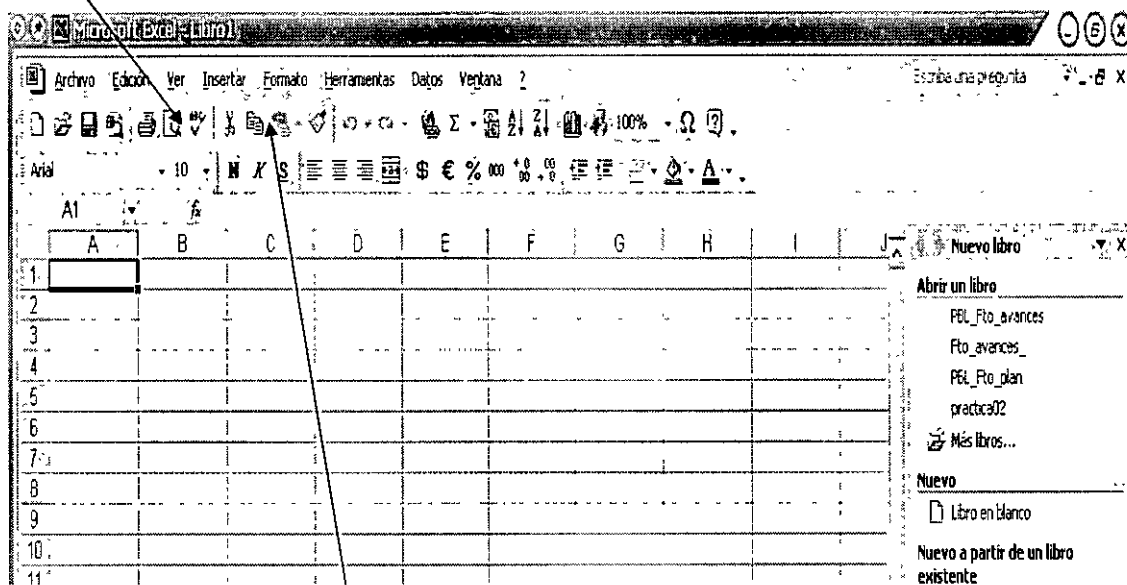 Microsoft Excel - Libro1
Archivo Edición Ver Insertar Formato Herramientas Datos Ventana ?
Escriba una pregunta
100%
Arial 10 N K S $ € % 000
A1 fx
A B C D E F G H I J
Nuevo libro
1
Abrir un libro
2
PBL_Fto_avances
3
Fto_avances_
4
PBL_Fto_plan
5
practica02
6
Más libros...
7
8
Nuevo
9
Libro en blanco
10
Nuevo a partir de un libro
existente
11